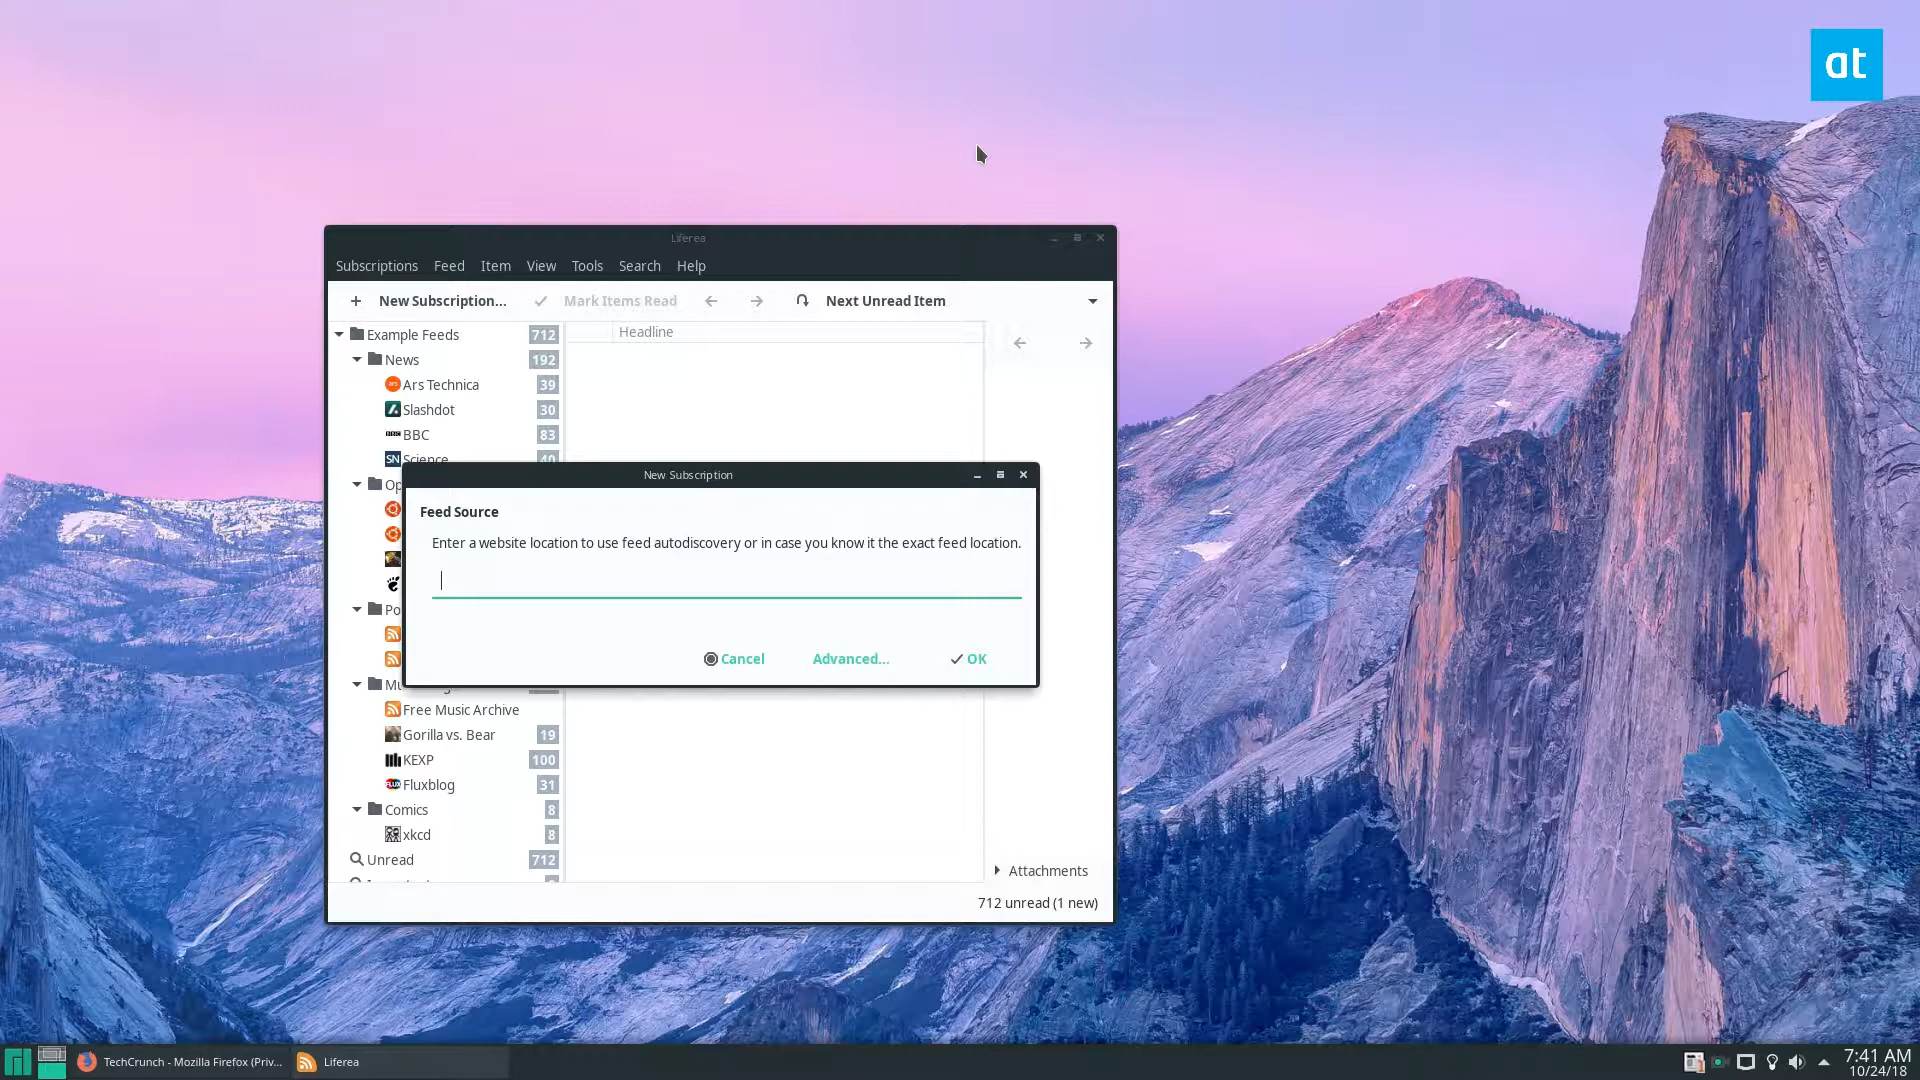 at
Liferea
Subscriptions Feed Item View Tools Search Help
New Subscription... Mark Items Read Next Unread Item
Example Feeds 712
Headline
News 192
Ars Technica 39
Slashdot 30
BBC 83
SN Science 40
Op
New Subscription
Feed Source
Enter a website location to use feed autodiscovery or in case you know it the exact feed location.
Po
Cancel Advanced... OK
Mu
Free Music Archive
Gorilla vs. Bear 19
KEXP 100
Fluxblog 31
Comics 8
xkcd 8
Unread 712
Attachments
712 unread (1 new)
TechCrunch - Mozilla Firefox (Priv...
Liferea
7:41 AM
10/24/18